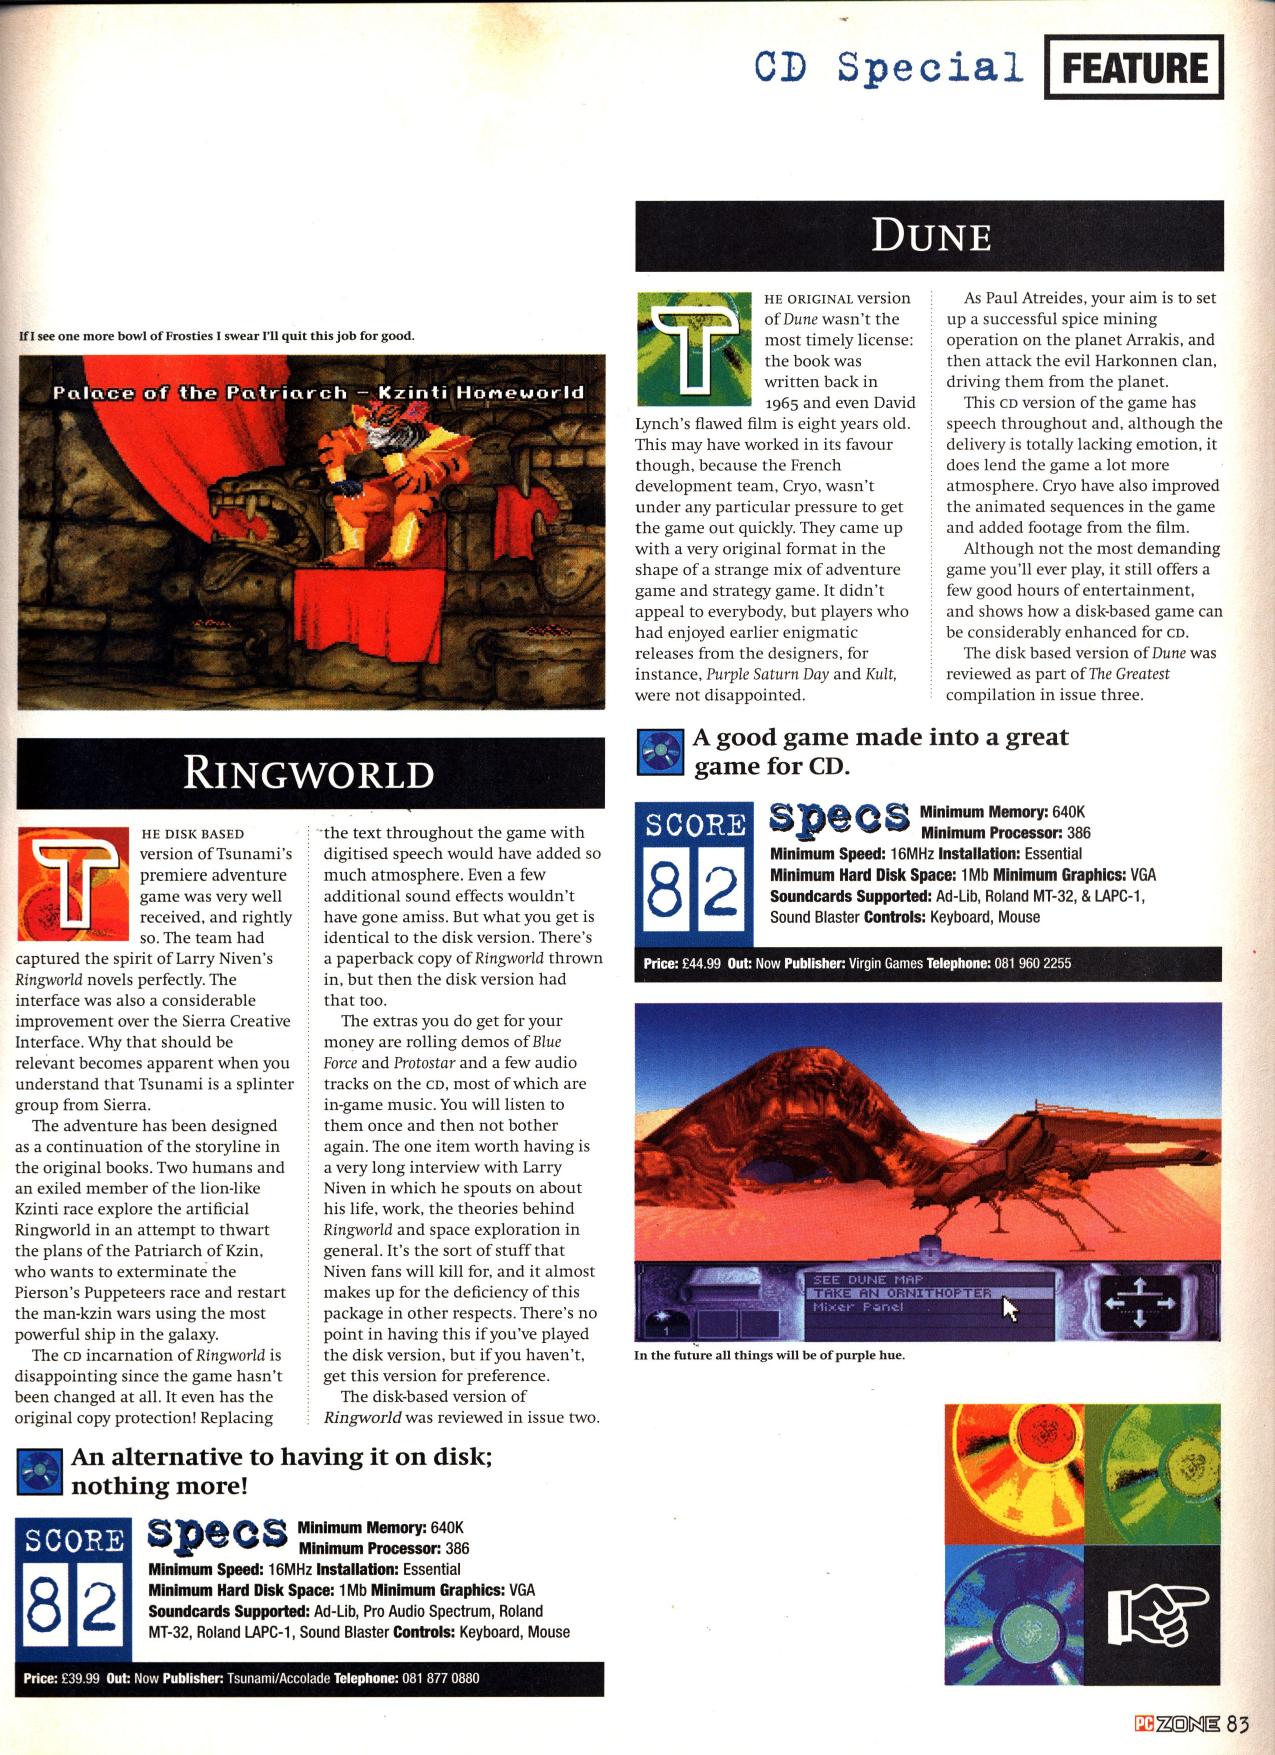 CD Special FEATURE
If I see one more bowl of Frosties I swear I'll quit this job for good.
Palace of the Patriarch – Kzinti Homeworld
RINGWORLD
THE DISK BASED
version of Tsunami's
premiere adventure
game was very well
received, and rightly
so. The team had
captured the spirit of Larry Niven's
Ringworld novels perfectly. The
interface was also a considerable
improvement over the Sierra Creative
Interface. Why that should be
relevant becomes apparent when you
understand that Tsunami is a splinter
group from Sierra.
The adventure has been designed
as a continuation of the storyline in
the original books. Two humans and
an exiled member of the lion-like
Kzinti race explore the artificial
Ringworld in an attempt to thwart
the plans of the Patriarch of Kzin,
who wants to exterminate the
Pierson's Puppeteers race and restart
the man-kzin wars using the most
powerful ship in the galaxy.
The CD incarnation of Ringworld is
disappointing since the game hasn't
been changed at all. It even has the
original copy protection! Replacing
the text throughout the game with
digitised speech would have added so
much atmosphere. Even a few
additional sound effects wouldn't
have gone amiss. But what you get is
identical to the disk version. There's
a paperback copy of Ringworld thrown
in, but then the disk version had
that too.
The extras you do get for your
money are rolling demos of Blue
Force and Protostar and a few audio
tracks on the CD, most of which are
in-game music. You will listen to
them once and then not bother
again. The one item worth having is
a very long interview with Larry
Niven in which he spouts on about
his life, work, the theories behind
Ringworld and space exploration in
general. It's the sort of stuff that
Niven fans will kill for, and it almost
makes up for the deficiency of this
package in other respects. There's no
point in having this if you've played
the disk version, but if you haven't,
get this version for preference.
The disk-based version of
Ringworld was reviewed in issue two.
An alternative to having it on disk;
nothing more!
SCORE
82
specs Minimum Memory: 640K
Minimum Processor: 386
Minimum Speed: 16MHz Installation: Essential
Minimum Hard Disk Space: 1Mb Minimum Graphics: VGA
Soundcards Supported: Ad-Lib, Pro Audio Spectrum, Roland
MT-32, Roland LAPC-1, Sound Blaster Controls: Keyboard, Mouse
Price: £39.99 Out: Now Publisher: Tsunami/Accolade Telephone: 081 877 0880
DUNE
THE ORIGINAL version
of Dune wasn't the
most timely license:
the book was
written back in
1965 and even David
Lynch's flawed film is eight years old.
This may have worked in its favour
though, because the French
development team, Cryo, wasn't
under any particular pressure to get
the game out quickly. They came up
with a very original format in the
shape of a strange mix of adventure
game and strategy game. It didn't
appeal to everybody, but players who
had enjoyed earlier enigmatic
releases from the designers, for
instance, Purple Saturn Day and Kult,
were not disappointed.
As Paul Atreides, your aim is to set
up a successful spice mining
operation on the planet Arrakis, and
then attack the evil Harkonnen clan,
driving them from the planet.
This CD version of the game has
speech throughout and, although the
delivery is totally lacking emotion, it
does lend the game a lot more
atmosphere. Cryo have also improved
the animated sequences in the game
and added footage from the film.
Although not the most demanding
game you'll ever play, it still offers a
few good hours of entertainment,
and shows how a disk-based game can
be considerably enhanced for CD.
The disk based version of Dune was
reviewed as part of The Greatest
compilation in issue three.
A good game made into a great
game for CD.
SCORE
82
specs Minimum Memory: 640K
Minimum Processor: 386
Minimum Speed: 16MHz Installation: Essential
Minimum Hard Disk Space: 1Mb Minimum Graphics: VGA
Soundcards Supported: Ad-Lib, Roland MT-32, & LAPC-1,
Sound Blaster Controls: Keyboard, Mouse
Price: £44.99 Out: Now Publisher: Virgin Games Telephone: 081 960 2255
SEE DUNE MAP
TAKE AN ORNITHOPTER
Mixer Panel
1
In the future all things will be of purple hue.
PC ZONE 83